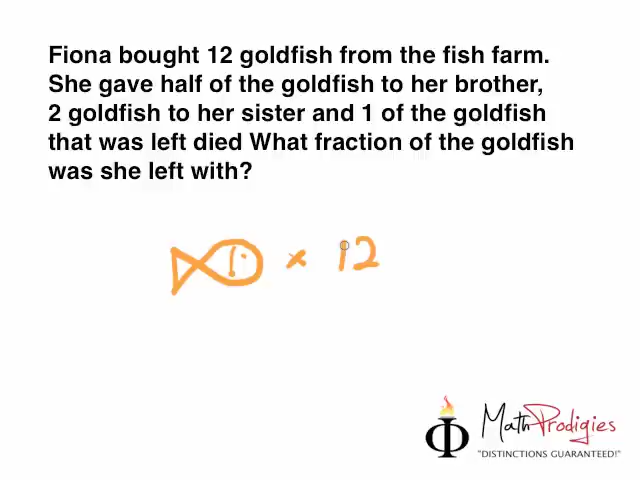 Fiona bought 12 goldfish from the fish farm.
She gave half of the goldfish to her brother,
2 goldfish to her sister and 1 of the goldfish
that was left died What fraction of the goldfish
was she left with?
× 12
Φ Math Prodigies
"DISTINCTIONS GUARANTEED!"